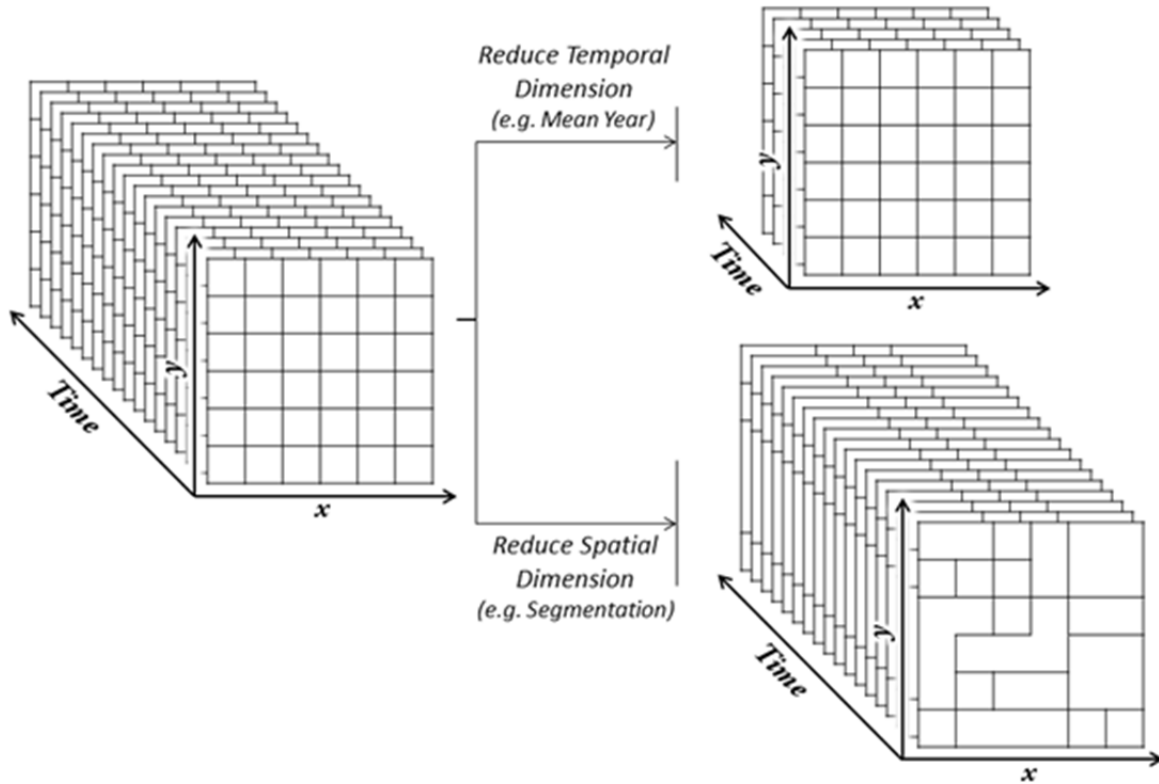 Reduce Temporal
Dimension
(e.g. Mean Year)
y
Time
x
y
Time
x
Reduce Spatial
Dimension
(e.g. Segmentation)
y
Time
x